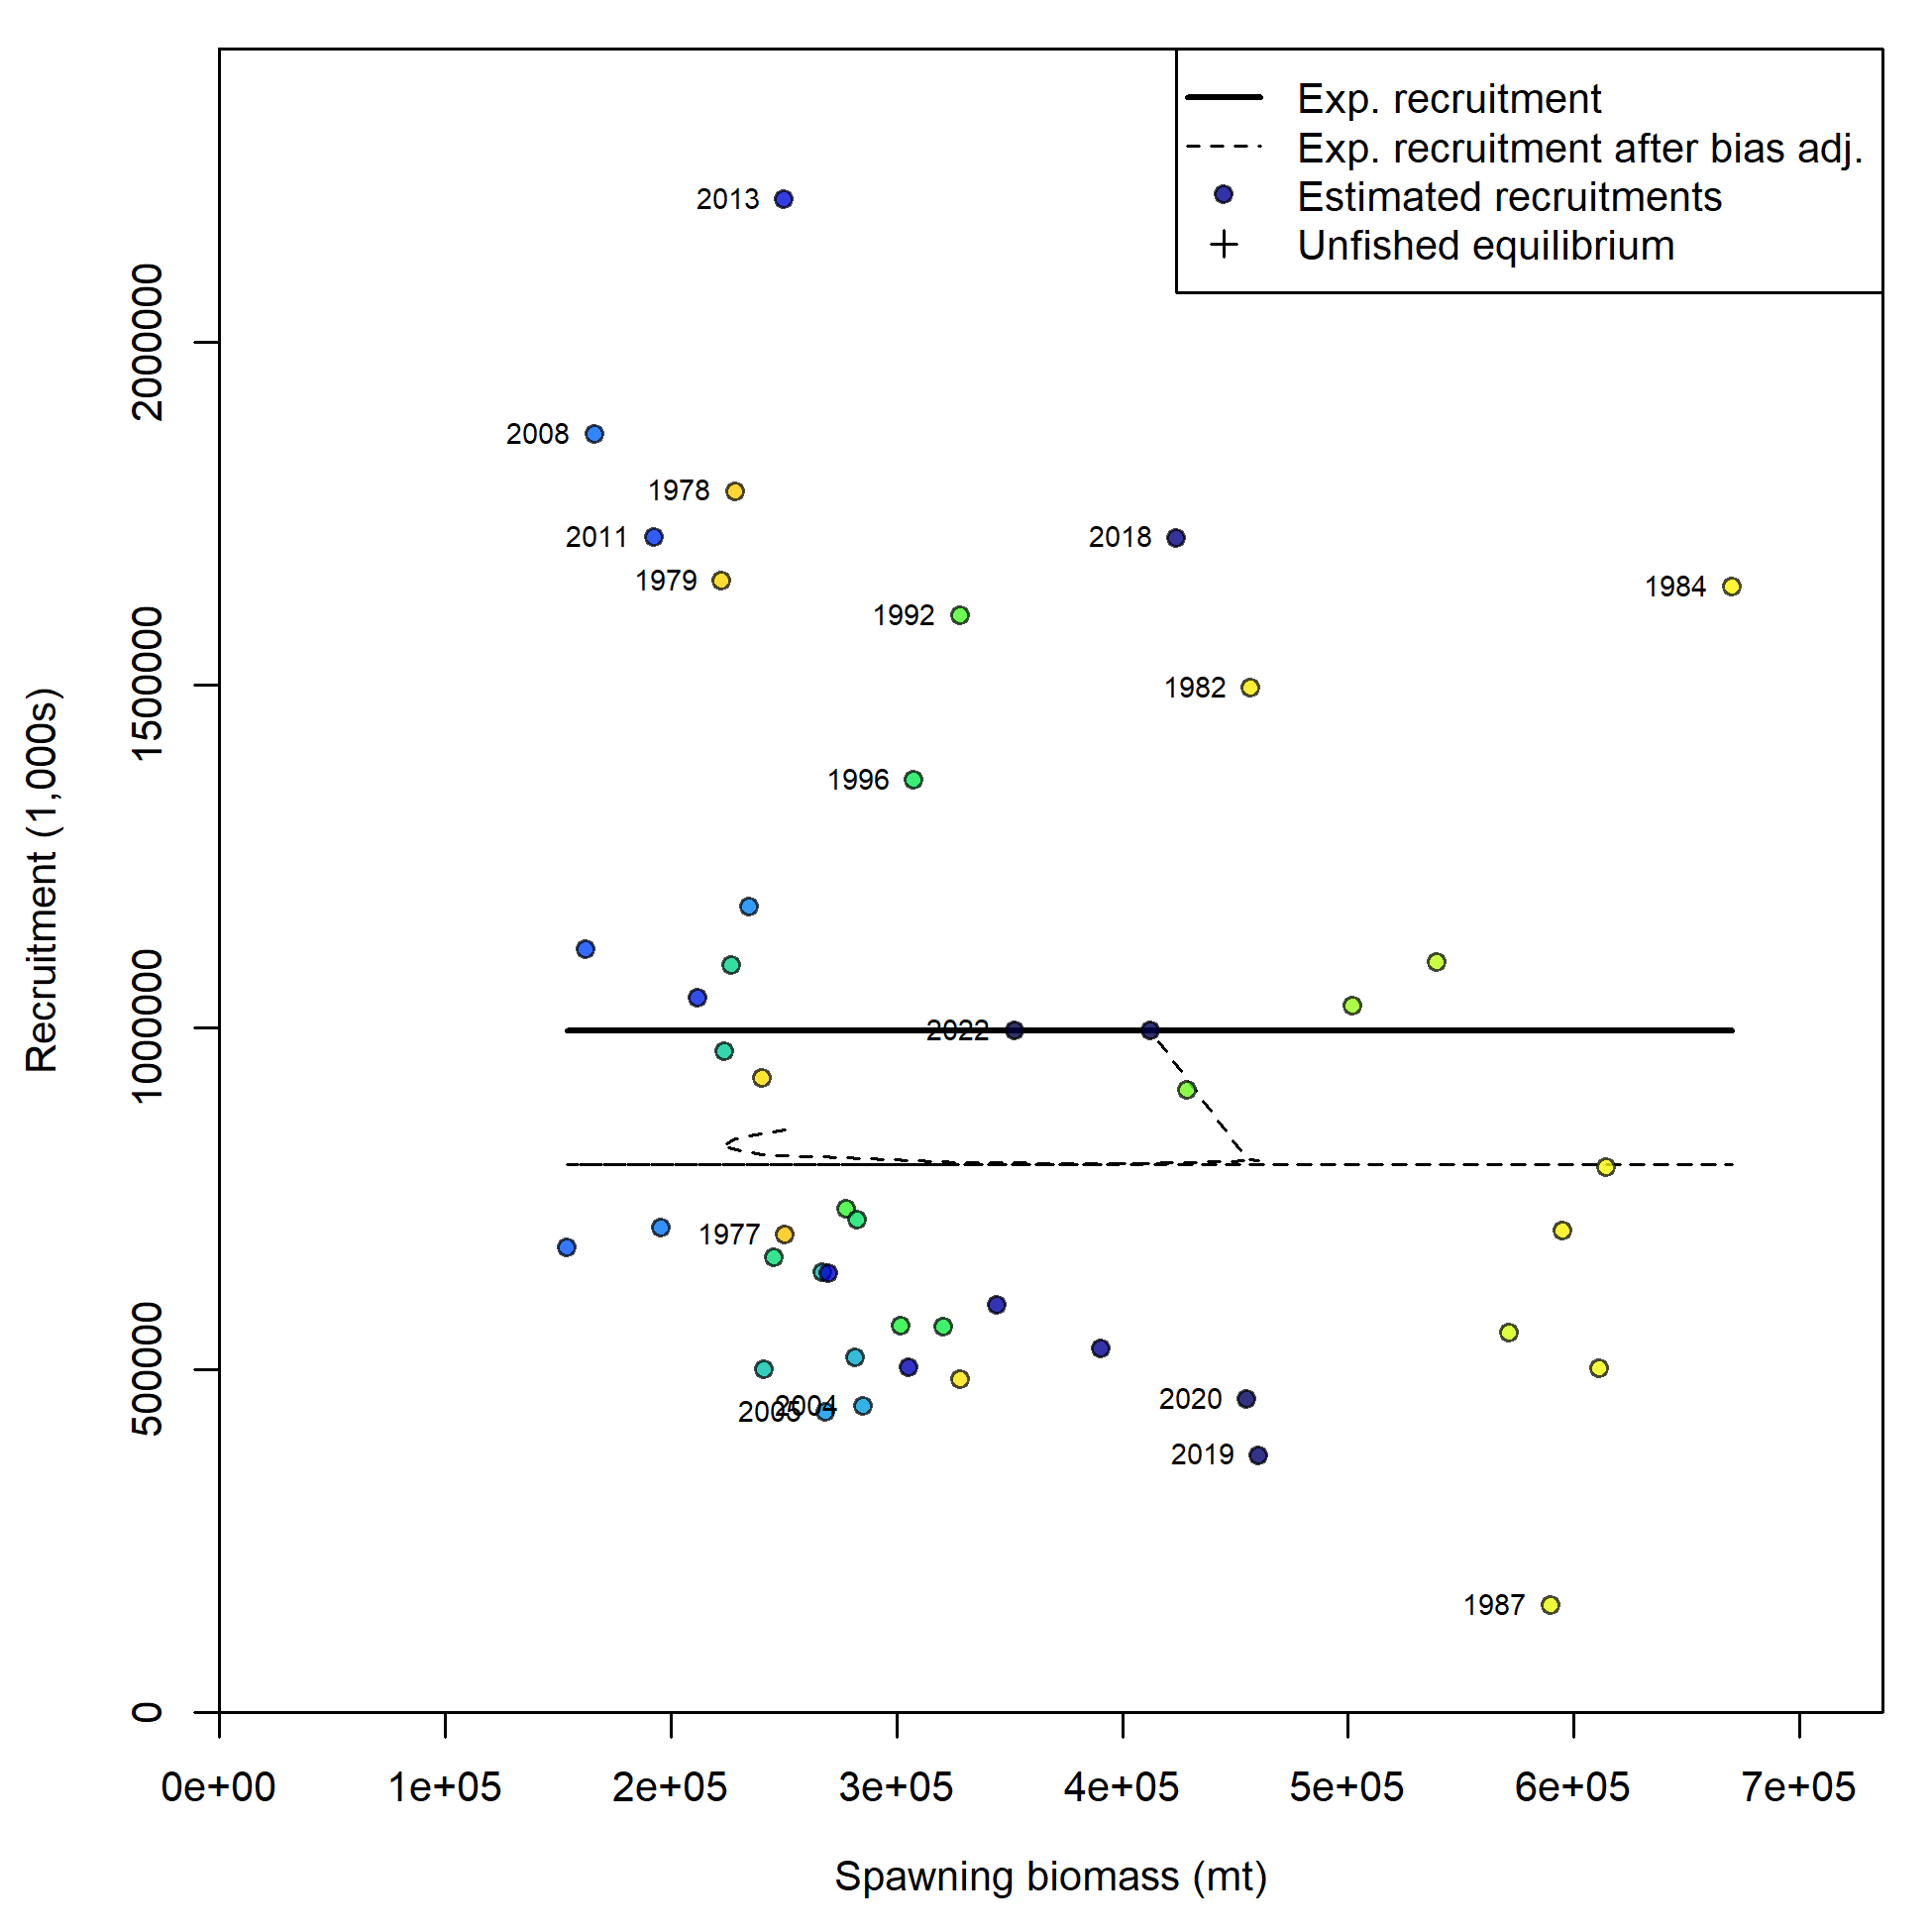 Exp. recruitment
Exp. recruitment after bias adj.
Estimated recruitments
Unfished equilibrium
2013
2008
1978
2011
2018
1979
1984
1992
1982
1996
2022
1977
2020
2005
2004
2019
1987
Recruitment (1,000s)
2000000
1500000
1000000
500000
0
0e+00
1e+05
2e+05
3e+05
4e+05
5e+05
6e+05
7e+05
Spawning biomass (mt)